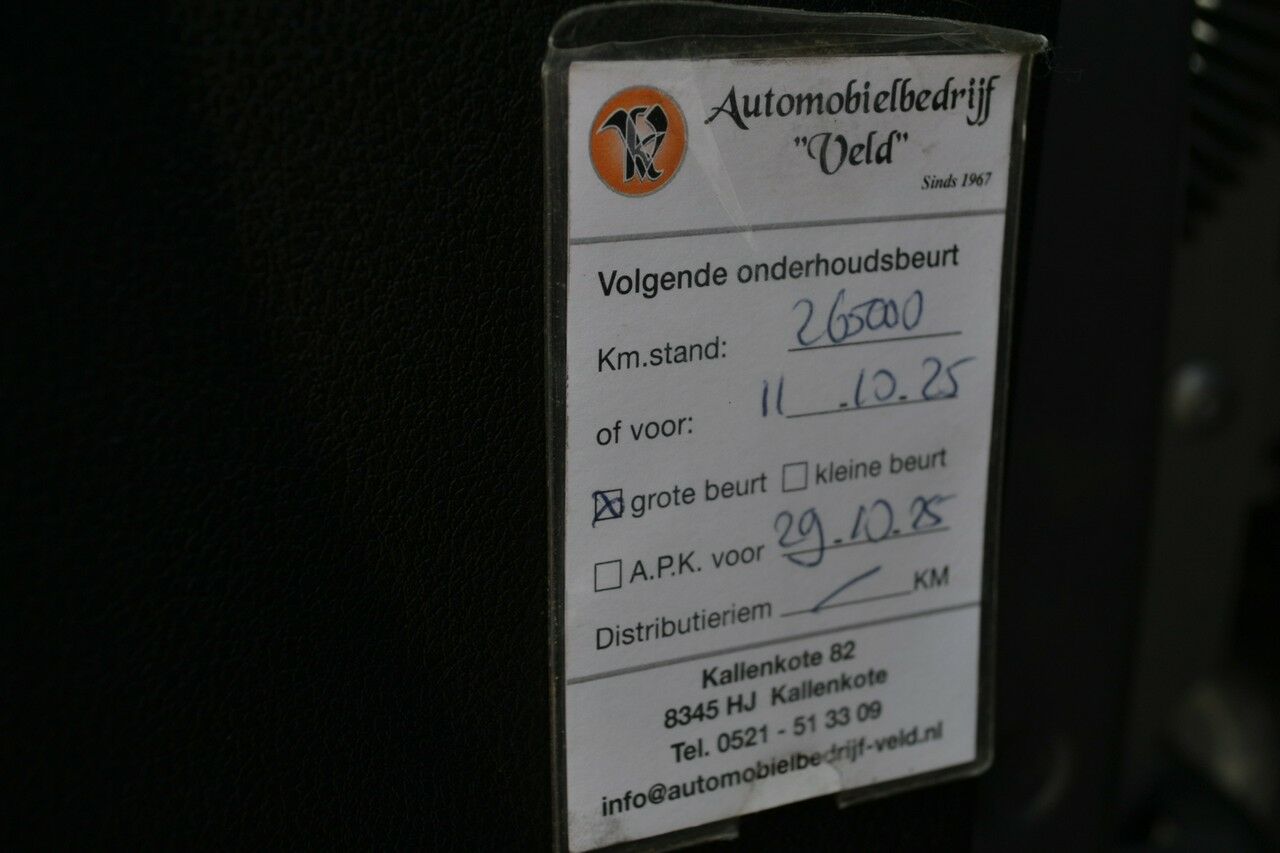 Automobielbedrijf
"Veld"
Sinds 1967
Volgende onderhoudsbeurt
Km.stand: 265000
of voor: 11 .10.25
grote beurt kleine beurt
A.P.K. voor 29.10.25
Distributieriem KM
Kallenkote 82
8345 HJ Kallenkote
Tel. 0521 - 51 33 09
info@automobielbedrijf-veld.nl